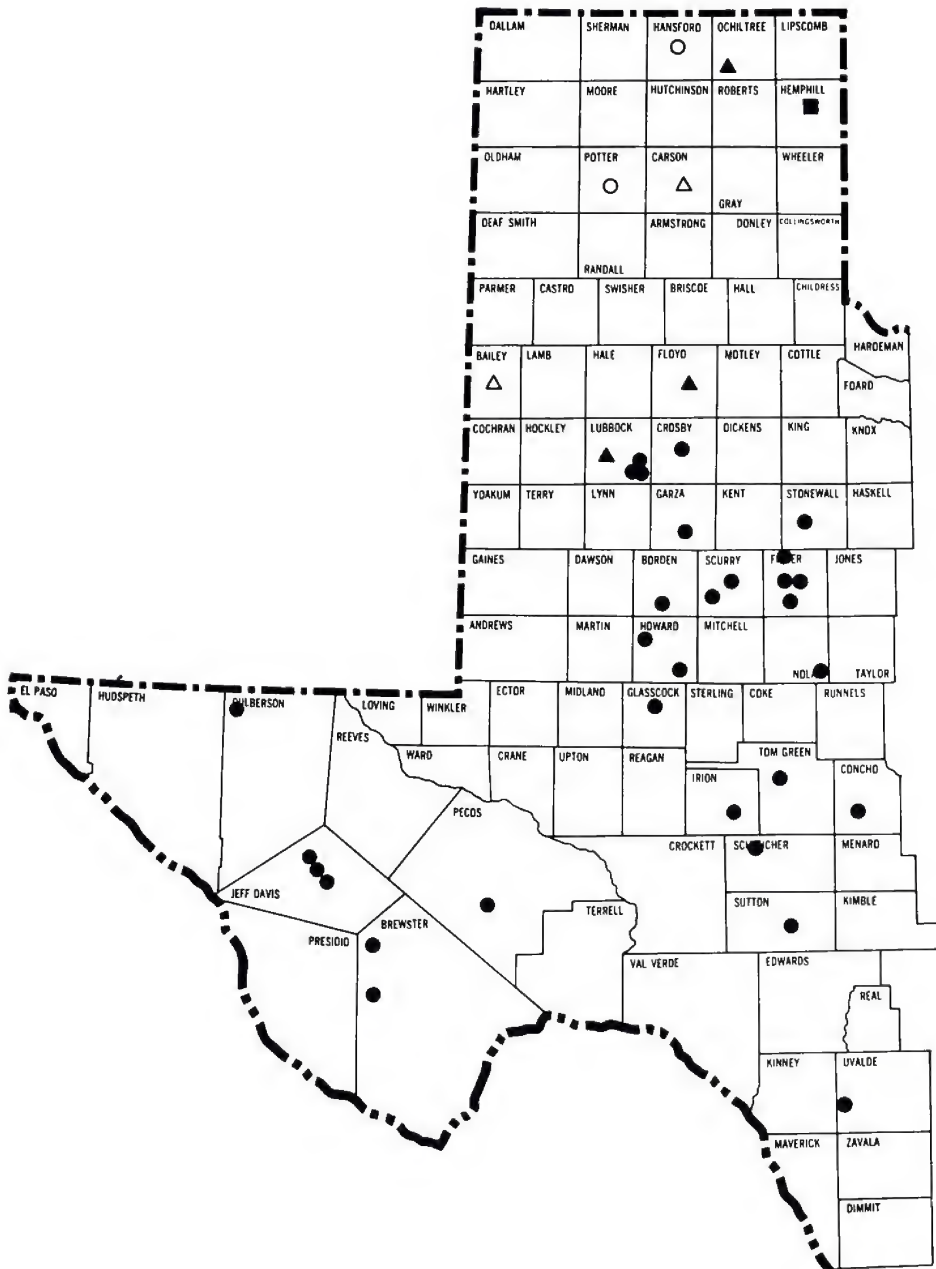 DALLAM SHERMAN HANSFORD OCHILTREE LIPSCOMB
HARTLEY MOORE HUTCHINSON ROBERTS HEMPHILL
OLDHAM POTTER CARSON WHEELER
GRAY
DEAF SMITH ARMSTRONG DONLEY COLLINGSWORTH
RANDALL
PARMER CASTRO SWISHER BRISCOE HALL CHILDRESS
HARDEMAN
BAILEY LAMB HALE FLOYD MOTLEY COTTLE
FOARD
COCHRAN HOCKLEY LUBBOCK CROSBY DICKENS KING KNOX
YOAKUM TERRY LYNN GARZA KENT STONEWALL HASKELL
GAINES DAWSON BORDEN SCURRY FISHER JONES
ANDREWS MARTIN HOWARD MITCHELL
NOLAN TAYLOR
EL PASO HUDSPETH CULBERSON LOVING WINKLER ECTOR MIDLAND GLASSCOCK STERLING COKE RUNNELS
REEVES
WARD CRANE UPTON REAGAN TOM GREEN
IRION CONCHO
PECOS
CROCKETT SCHLEICHER MENARD
JEFF DAVIS
SUTTON KIMBLE
TERRELL
BREWSTER
PRESIDIO
VAL VERDE EDWARDS
REAL
KINNEY UVALDE
MAVERICK ZAVALA
DIMMIT